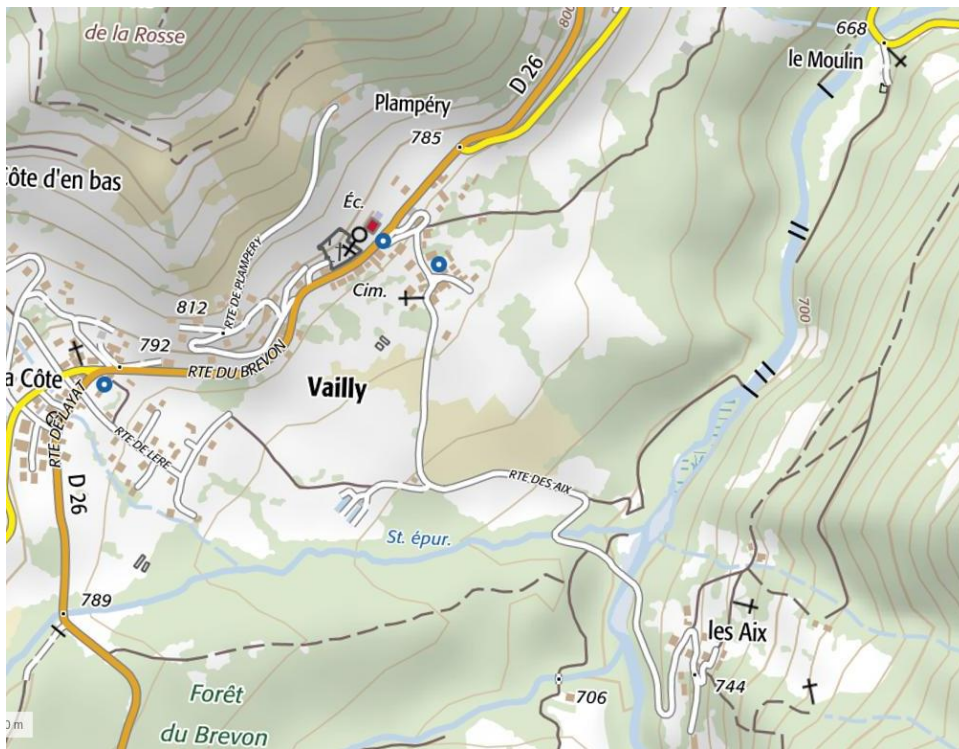 de la Rosse
800
668
le Moulin
D 26
Plampéry
785
Côte d'en bas
Éc.
RTE DE PLAMPERY
Cim.
812
700
792
RTE DU BREVON
Vailly
a Côte
RTE DE LAYAT
RTE DE LERE
D 26
RTE DES AIX
St. épur.
789
les Aix
744
706
Forêt
du Brevon
0 m